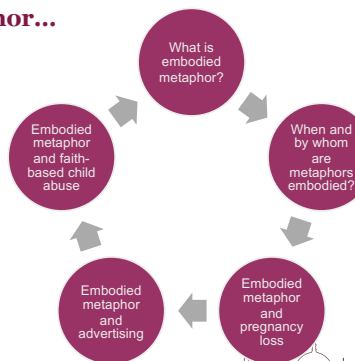 hor...
What is
embodied
metaphor?
When and
by whom
are
metaphors
embodied?
Embodied
metaphor
and
pregnancy
loss
Embodied
metaphor
and
advertising
Embodied
metaphor
and faith-
based child
abuse